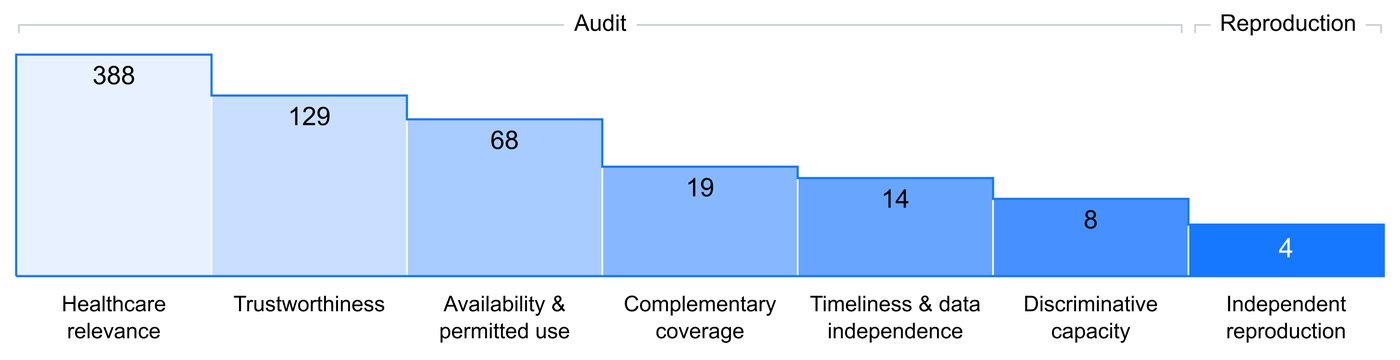 Audit
Reproduction
388
129
68
19
14
8
4
Healthcare
relevance
Trustworthiness
Availability &
permitted use
Complementary
coverage
Timeliness & data
independence
Discriminative
capacity
Independent
reproduction